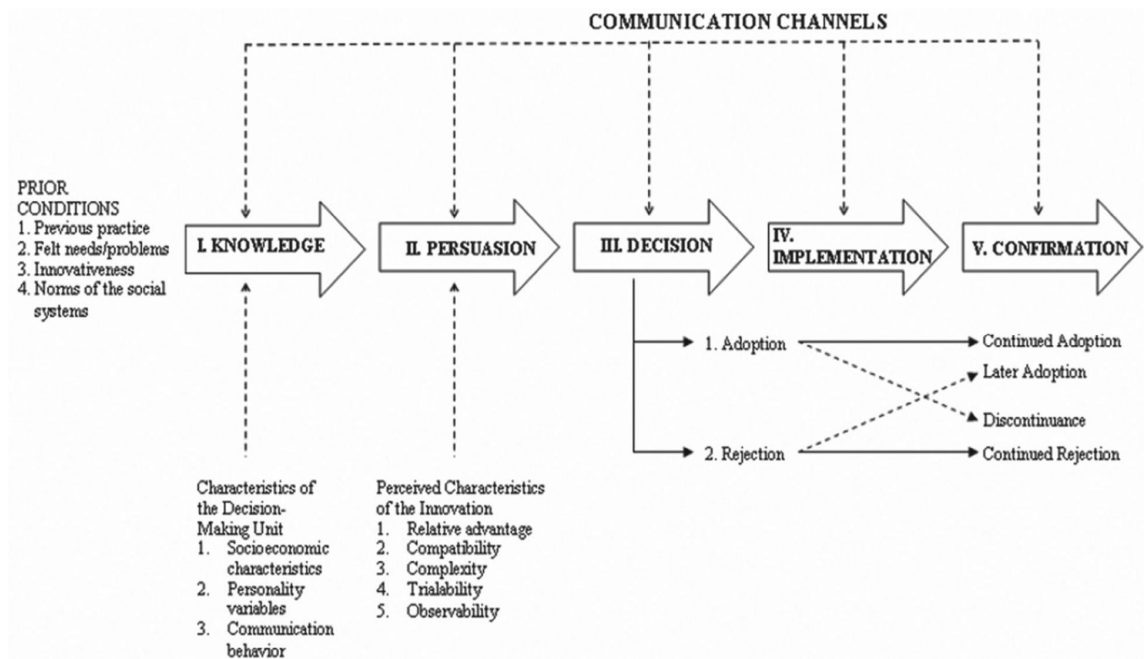 COMMUNICATION CHANNELS
PRIOR
CONDITIONS
1. Previous practice
2. Felt needs/problems
3. Innovativeness
4. Norms of the social
systems
I. KNOWLEDGE
II. PERSUASION
III. DECISION
IV.
IMPLEMENTATION
V. CONFIRMATION
1. Adoption
Continued Adoption
Later Adoption
Discontinuance
2. Rejection
Continued Rejection
Characteristics of
the Decision-
Making Unit
1. Socioeconomic
characteristics
2. Personality
variables
3. Communication
behavior
Perceived Characteristics
of the Innovation
1. Relative advantage
2. Compatibility
3. Complexity
4. Trialability
5. Observability